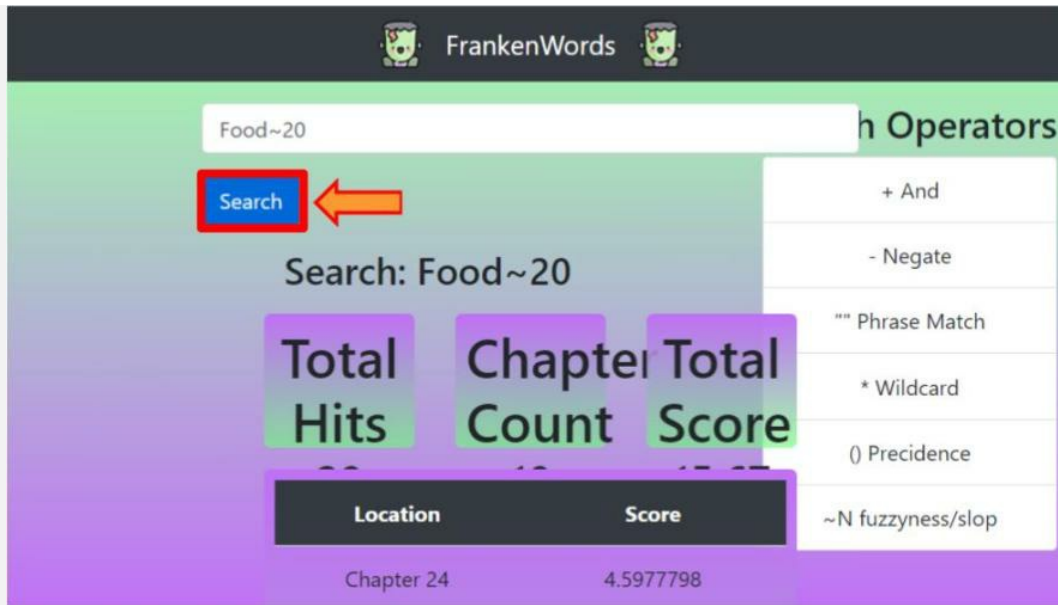 FrankenWords
Food~20
h Operators
Search
+ And
- Negate
"" Phrase Match
* Wildcard
() Precidence
~N fuzzyness/slop
Search: Food~20
Total
Hits
Chapter
Count
Total
Score
Location Score
Chapter 24 4.5977798